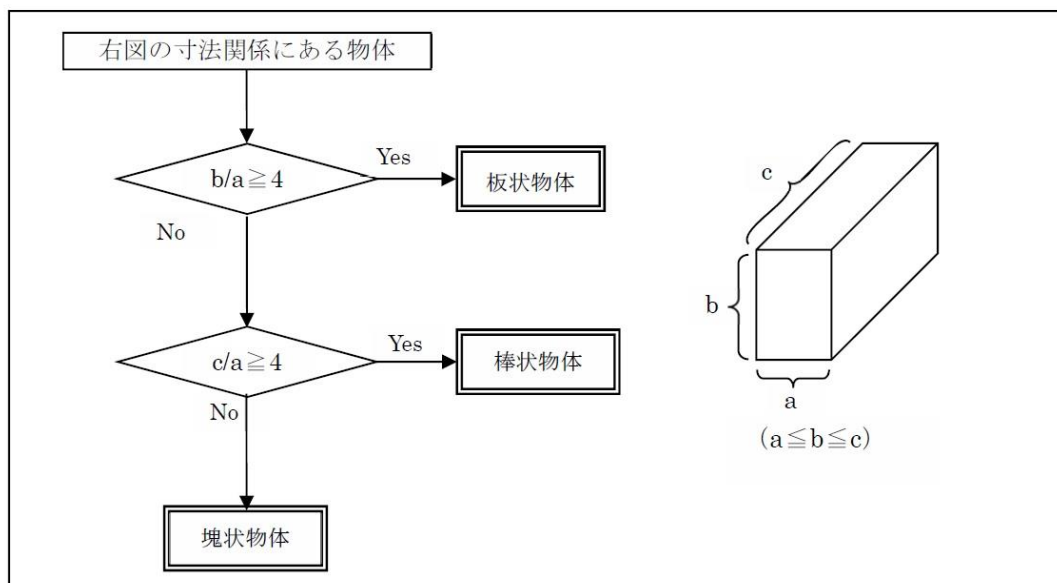 右図の寸法関係にある物体
b/a≧4
Yes
板状物体
No
c/a≧4
Yes
棒状物体
No
塊状物体
c
b
a
(a≦b≦c)